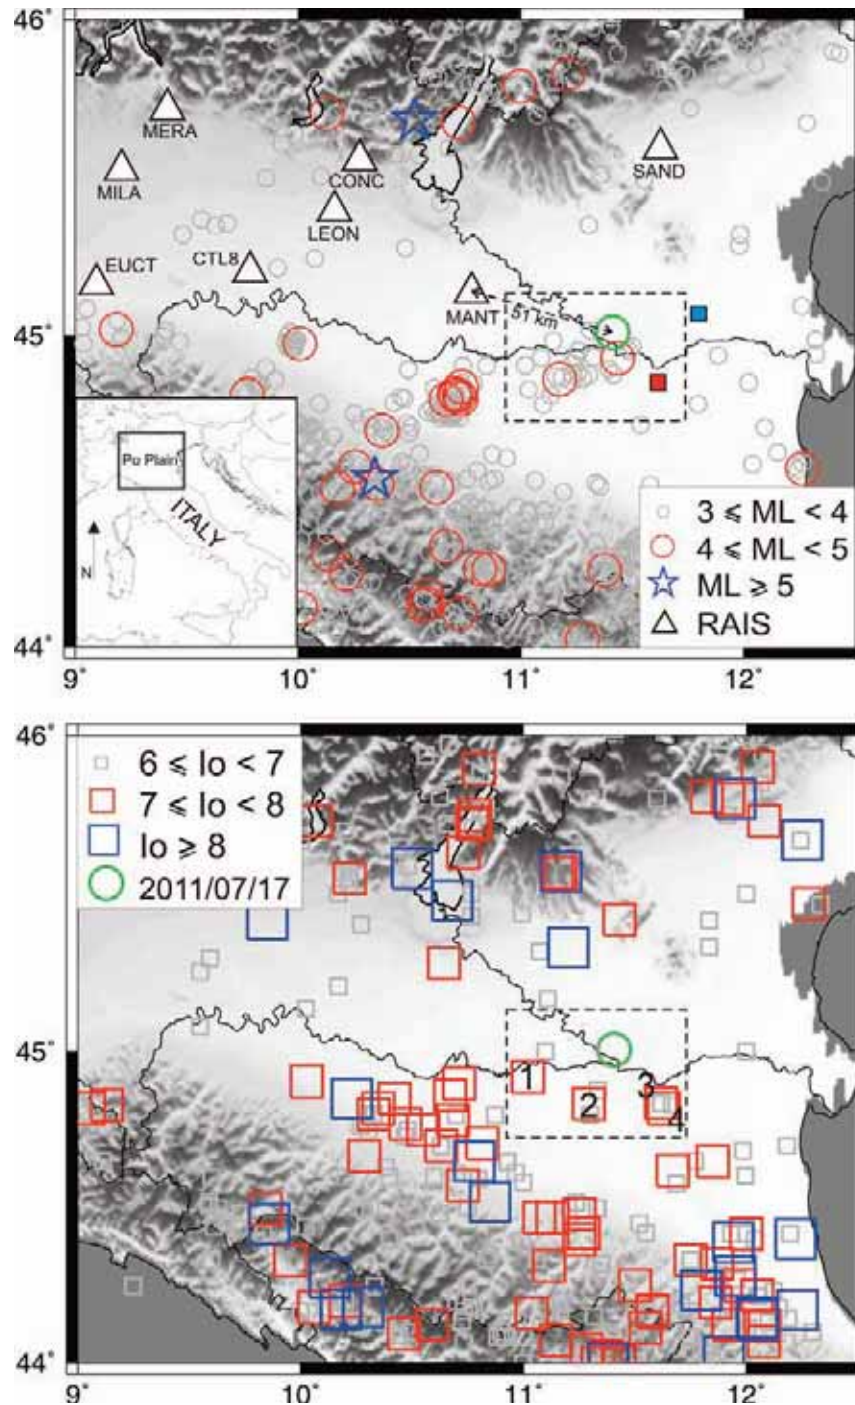 46°
MERA
MILA
CONC
SAND
LEON
EUCT
CTL8
MANT
51 km
45°
Po Plain
ITALY
N
3 ⩽ ML < 4
4 ⩽ ML < 5
ML ⩾ 5
RAIS
44°
9° 10° 11° 12°
46°
6 ⩽ Io < 7
7 ⩽ Io < 8
Io ⩾ 8
2011/07/17
45°
1
2
3
4
44°
9° 10° 11° 12°